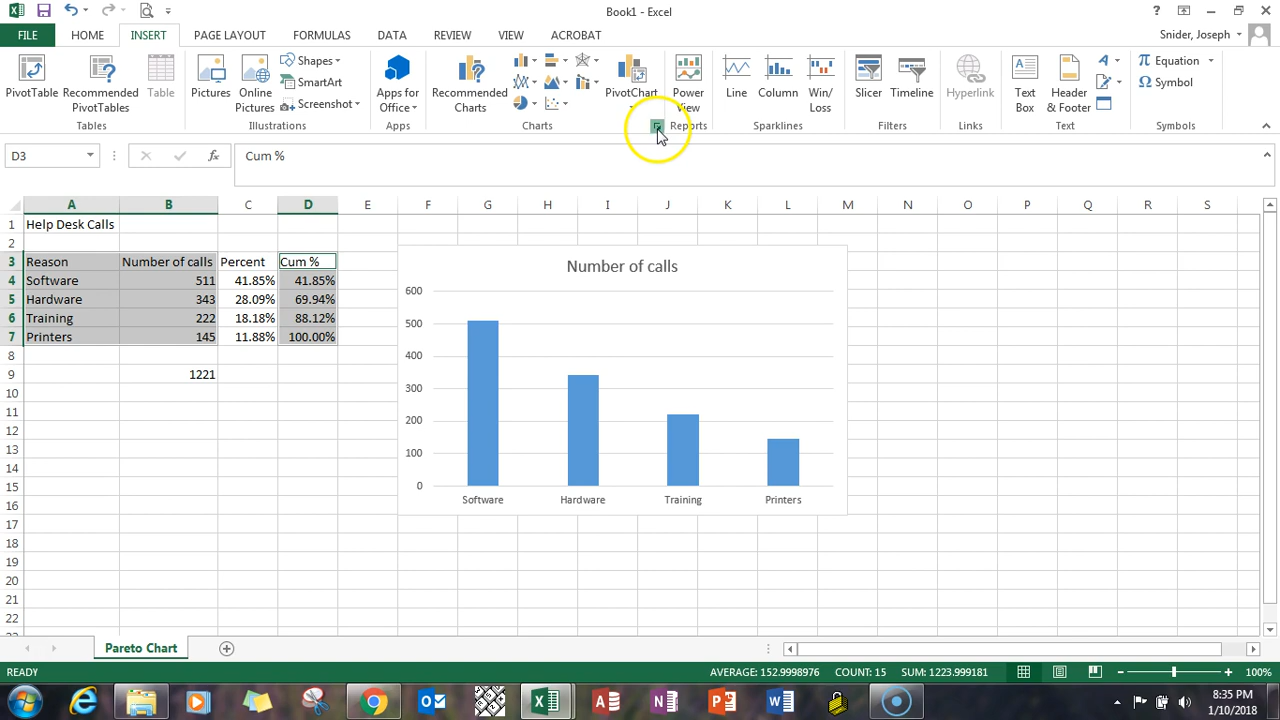 Book1 - Excel
FILE HOME INSERT PAGE LAYOUT FORMULAS DATA REVIEW VIEW ACROBAT Snider, Joseph
PivotTable Recommended PivotTables Table Pictures Online Pictures Shapes SmartArt Screenshot Apps for Office Recommended Charts PivotChart Power View Line Column Win/Loss Slicer Timeline Hyperlink Text Box Header & Footer Equation Symbol
Tables Illustrations Apps Charts Reports Sparklines Filters Links Text Symbols
D3 fx Cum %
A B C D E F G H I J K L M N O P Q R S
1 Help Desk Calls
2
3 Reason Number of calls Percent Cum %
4 Software 511 41.85% 41.85%
5 Hardware 343 28.09% 69.94%
6 Training 222 18.18% 88.12%
7 Printers 145 11.88% 100.00%
8
9 1221
10
11
12
13
14
15
16
17
18
19
20
21
22
Number of calls
600
500
400
300
200
100
0
Software Hardware Training Printers
Pareto Chart
READY AVERAGE: 152.9998976 COUNT: 15 SUM: 1223.999181 100%
8:35 PM
1/10/2018